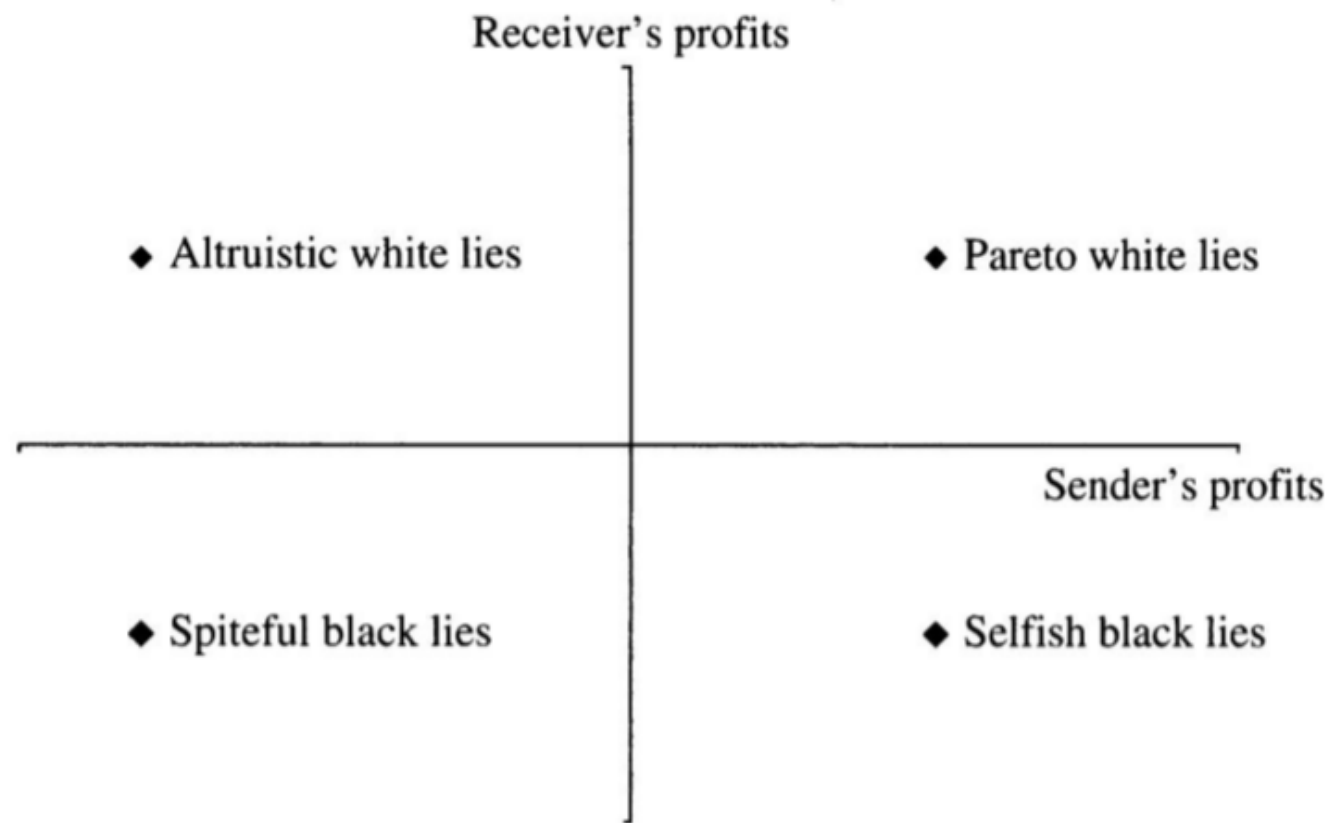 Receiver's profits
Altruistic white lies
Pareto white lies
Sender's profits
Spiteful black lies
Selfish black lies